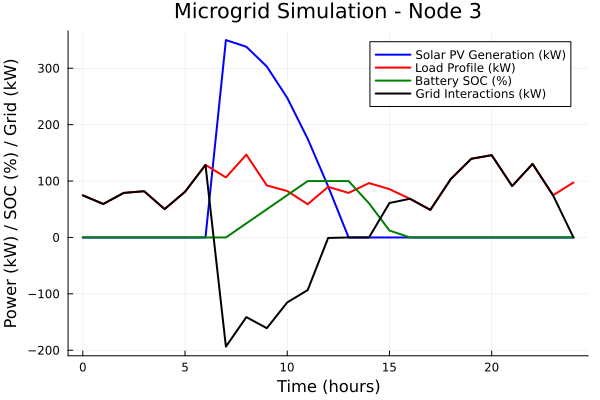 Microgrid Simulation - Node 3
Power (kW) / SOC (%) / Grid (kW)
300
200
100
0
−100
−200
Solar PV Generation (kW)
Load Profile (kW)
Battery SOC (%)
Grid Interactions (kW)
0 5 10 15 20
Time (hours)